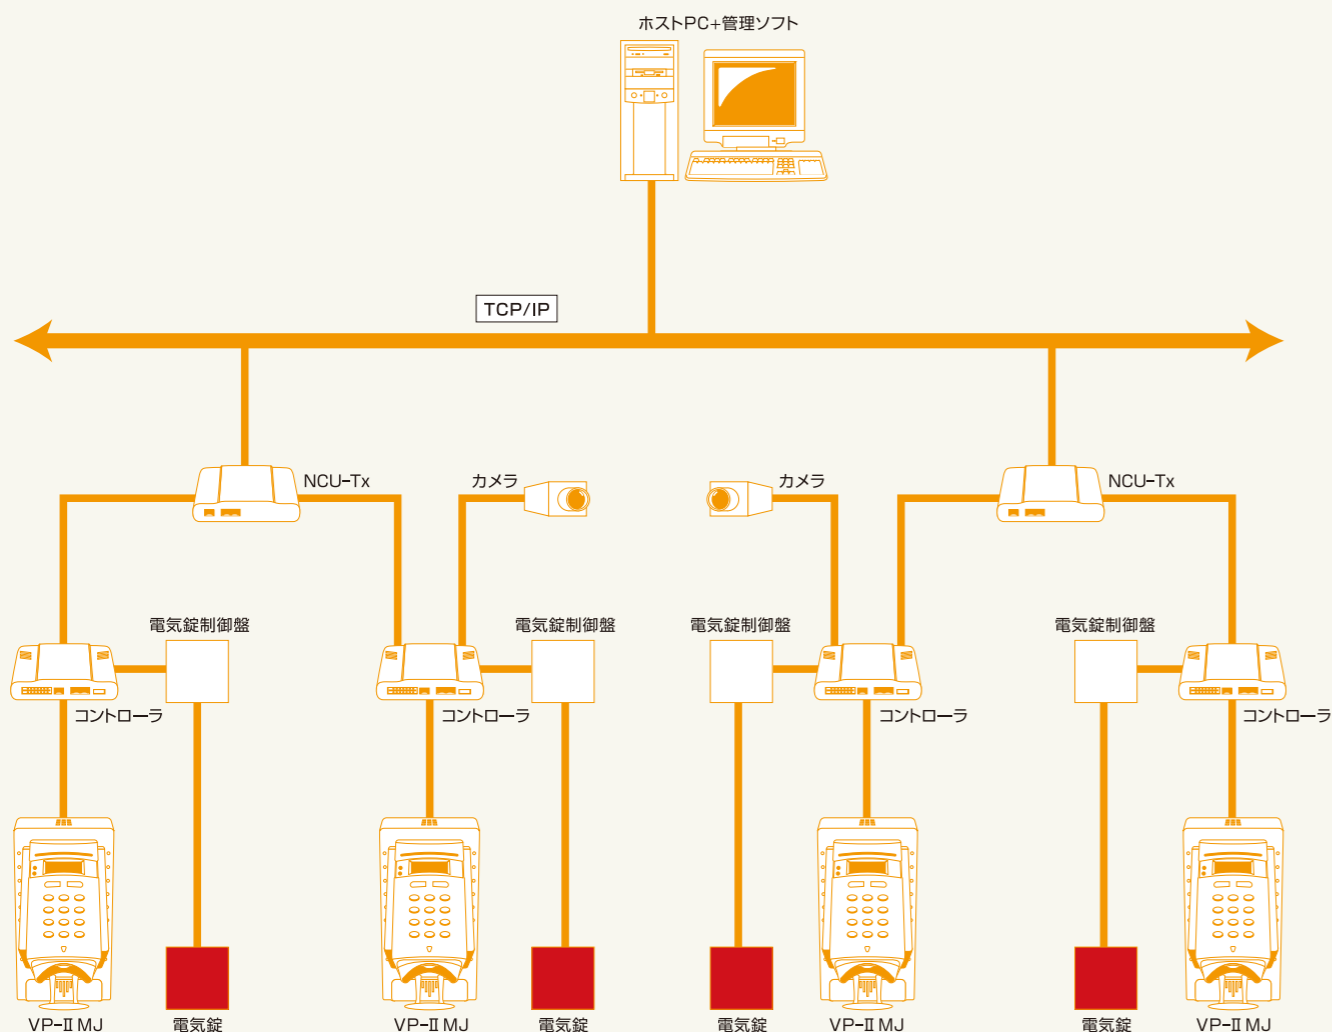 ホストPC+管理ソフト
TCP/IP
NCU-Tx
カメラ
カメラ
NCU-Tx
電気錠制御盤
電気錠制御盤
電気錠制御盤
電気錠制御盤
コントローラ
コントローラ
コントローラ
コントローラ
VP-Ⅱ MJ
電気錠
VP-Ⅱ MJ
電気錠
電気錠
VP-Ⅱ MJ
電気錠
VP-Ⅱ MJ